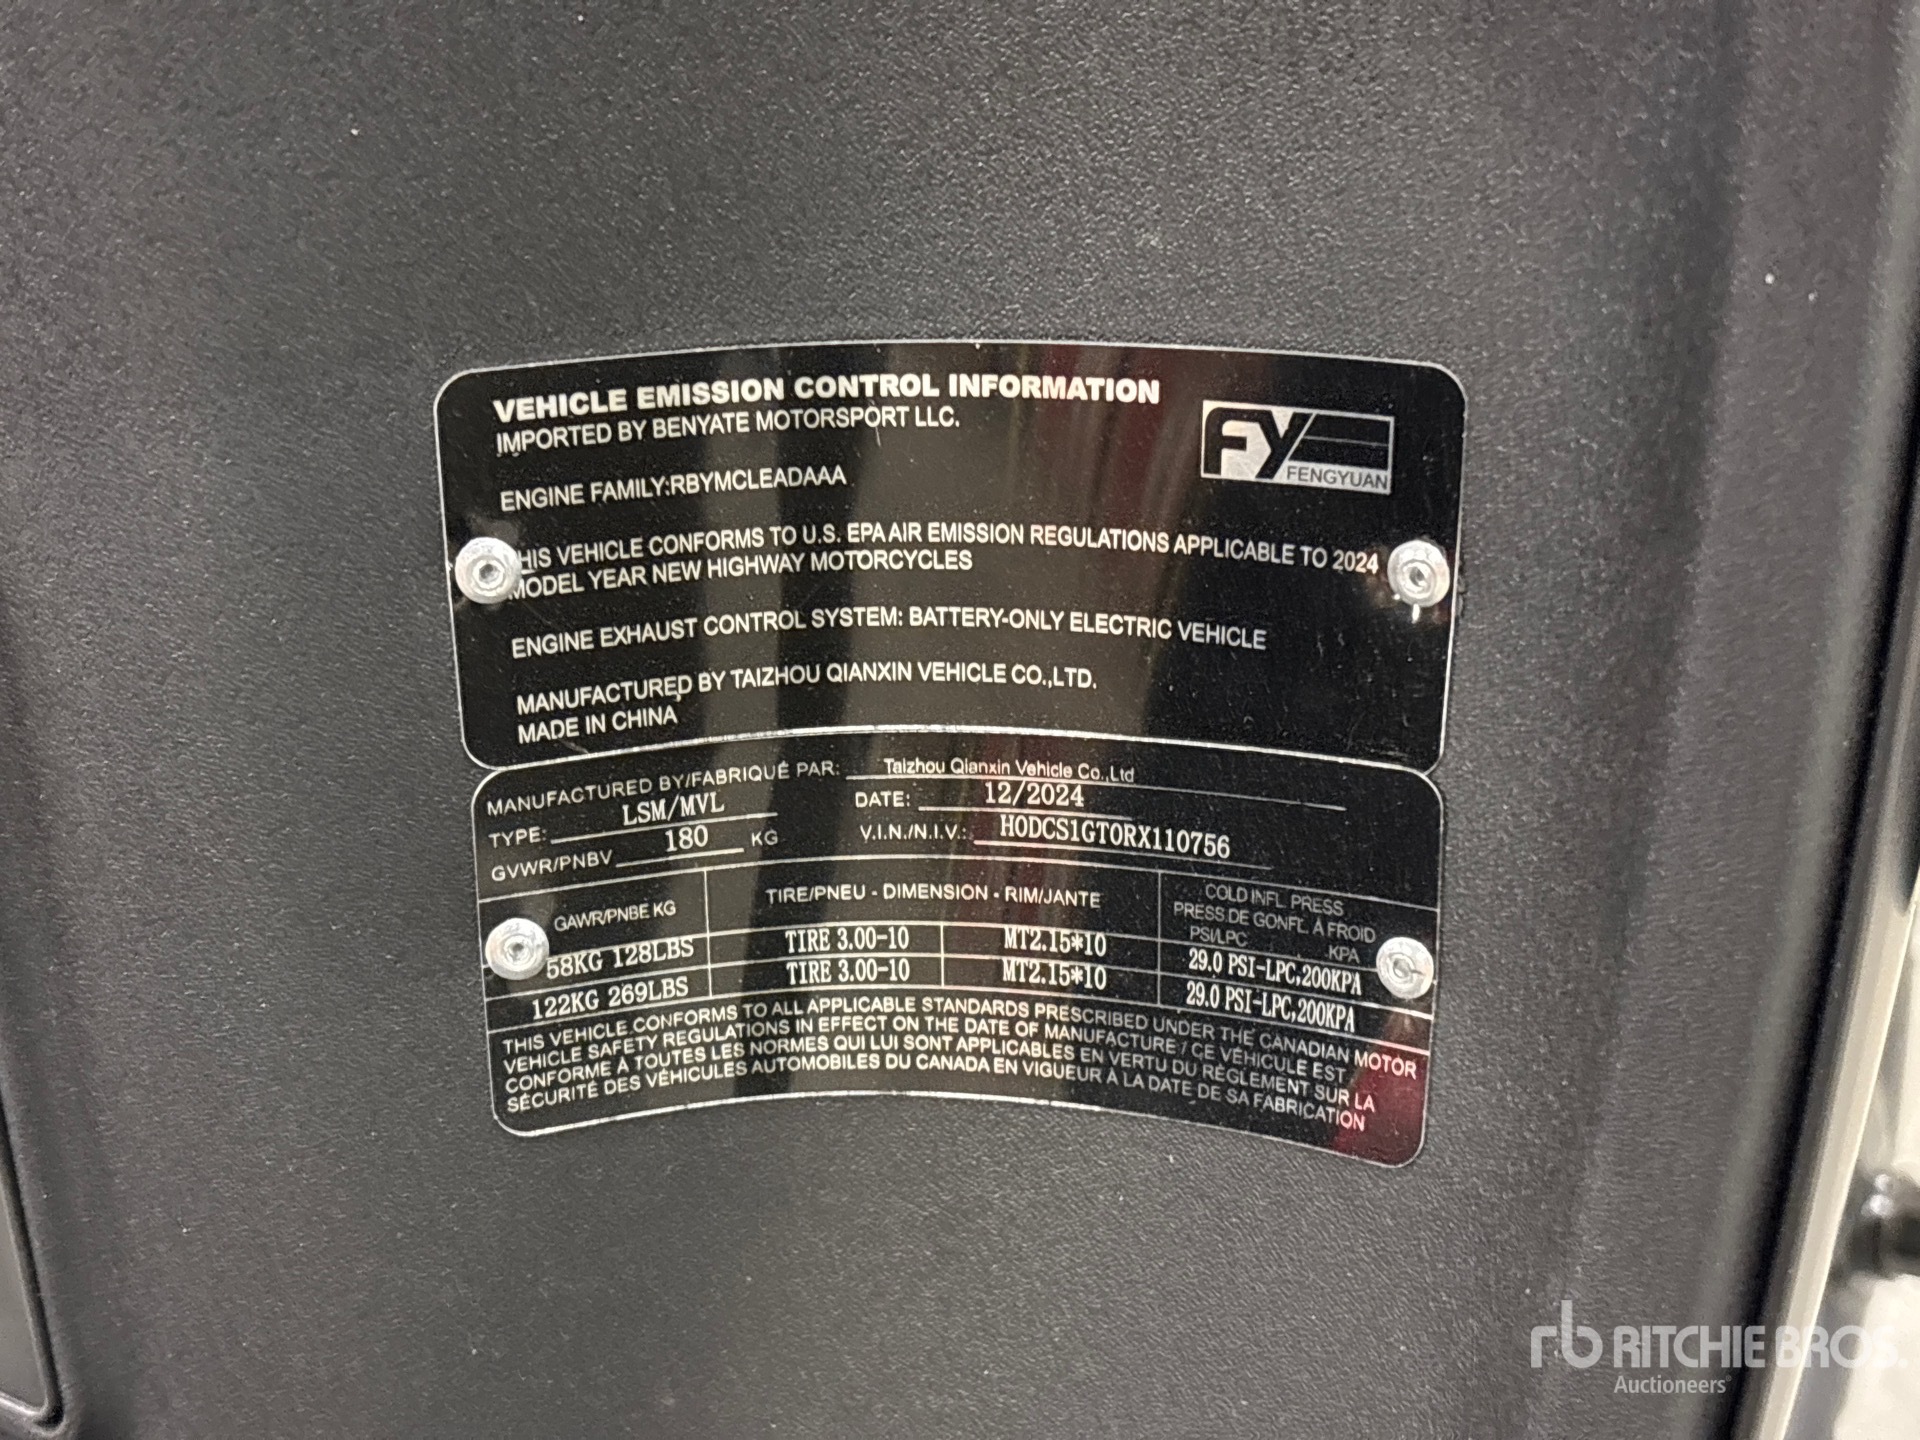 VEHICLE EMISSION CONTROL INFORMATION
IMPORTED BY BENYATE MOTORSPORT LLC.
FY
FENGYUAN
ENGINE FAMILY:RBYMCLEADAAA
THIS VEHICLE CONFORMS TO U.S. EPA AIR EMISSION REGULATIONS APPLICABLE TO 2024
MODEL YEAR NEW HIGHWAY MOTORCYCLES
ENGINE EXHAUST CONTROL SYSTEM: BATTERY-ONLY ELECTRIC VEHICLE
MANUFACTURED BY TAIZHOU QIANXIN VEHICLE CO.,LTD.
MADE IN CHINA
MANUFACTURED BY/FABRIQUÉ PAR: Taizhou Qianxin Vehicle Co.,Ltd
TYPE: LSM/MVL DATE: 12/2024
GVWR/PNBV 180 KG V.I.N./N.I.V.: H0DCS1GT0RX110756
GAWR/PNBE KG TIRE/PNEU - DIMENSION - RIM/JANTE COLD INFL. PRESS
PRESS.DE GONFL. À FROID
PSI/LPC KPA
58KG 128LBS TIRE 3.00-10 MT2.15*10 29.0 PSI-LPC,200KPA
122KG 269LBS TIRE 3.00-10 MT2.15*10 29.0 PSI-LPC,200KPA
THIS VEHICLE CONFORMS TO ALL APPLICABLE STANDARDS PRESCRIBED UNDER THE CANADIAN MOTOR
VEHICLE SAFETY REGULATIONS IN EFFECT ON THE DATE OF MANUFACTURE / CE VÉHICULE EST
CONFORME À TOUTES LES NORMES QUI LUI SONT APPLICABLES EN VERTU DU RÈGLEMENT SUR LA
SÉCURITÉ DES VÉHICULES AUTOMOBILES DU CANADA EN VIGUEUR À LA DATE DE SA FABRICATION
rb RITCHIE BROS.
Auctioneers